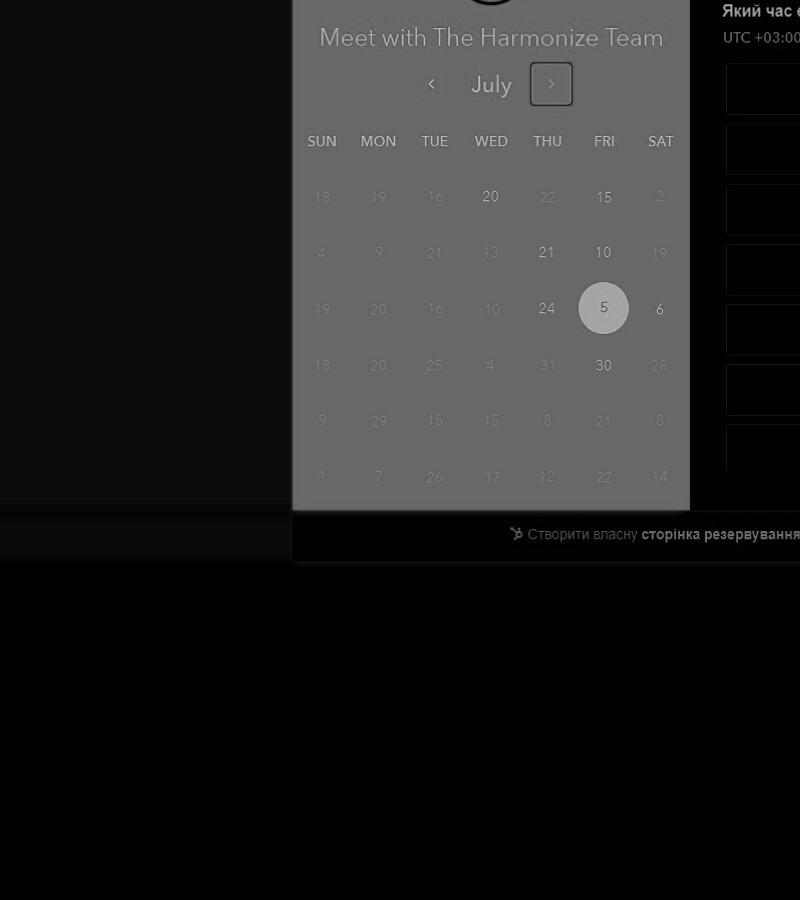 Який час
UTC +03:00
Meet with The Harmonize Team
July
SUN MON TUE WED THU FRI SAT
18 19 16 20 22 15 2
4 9 21 13 21 10 19
19 20 16 10 24 5 6
18 20 25 4 31 30 28
9 29 15 15 8 21 8
1 7 26 17 12 22 14
Створити власну сторінка резервування